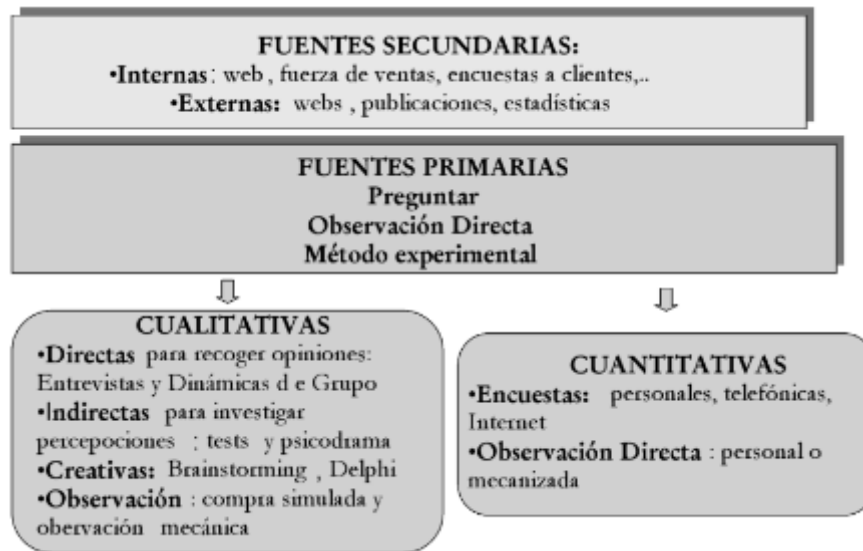 FUENTES SECUNDARIAS:
•Internas: web , fuerza de ventas, encuestas a clientes,..
•Externas: webs , publicaciones, estadísticas
FUENTES PRIMARIAS
Preguntar
Observación Directa
Método experimental
CUALITATIVAS
•Directas para recoger opiniones:
Entrevistas y Dinámicas d e Grupo
•Indirectas para investigar
percepociones : tests y psicodrama
•Creativas: Brainstorming , Delphi
•Observación : compra simulada y
obervación mecánica
CUANTITATIVAS
•Encuestas: personales, telefónicas,
Internet
•Observación Directa : personal o
mecanizada